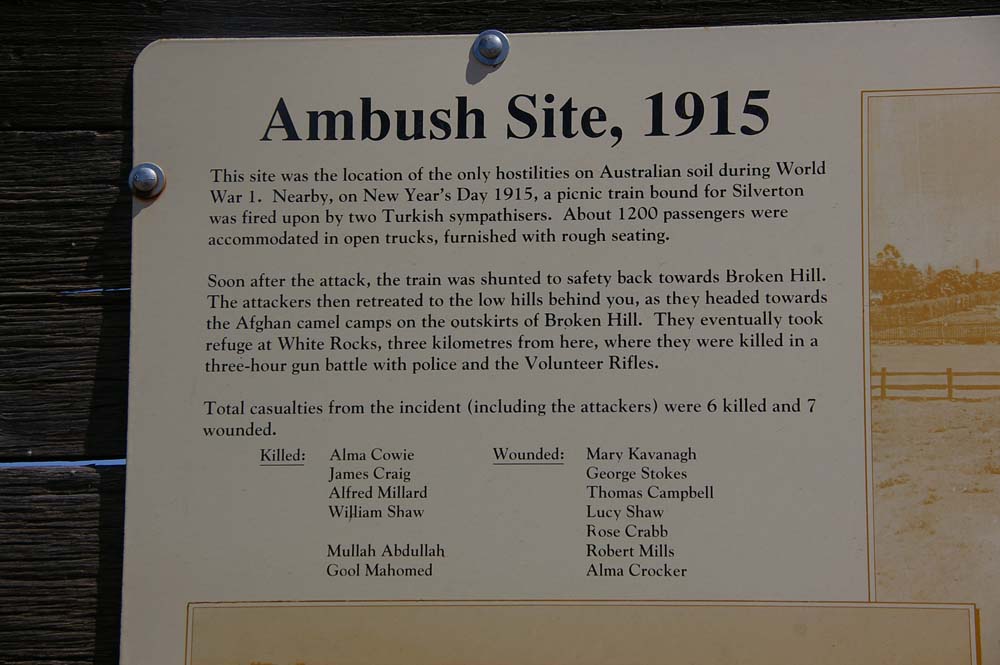 Ambush Site, 1915
This site was the location of the only hostilities on Australian soil during World
War 1. Nearby, on New Year's Day 1915, a picnic train bound for Silverton
was fired upon by two Turkish sympathisers. About 1200 passengers were
accommodated in open trucks, furnished with rough seating.
Soon after the attack, the train was shunted to safety back towards Broken Hill.
The attackers then retreated to the low hills behind you, as they headed towards
the Afghan camel camps on the outskirts of Broken Hill. They eventually took
refuge at White Rocks, three kilometres from here, where they were killed in a
three-hour gun battle with police and the Volunteer Rifles.
Total casualties from the incident (including the attackers) were 6 killed and 7
wounded.
Killed: Alma Cowie Wounded: Mary Kavanagh
James Craig George Stokes
Alfred Millard Thomas Campbell
William Shaw Lucy Shaw
Rose Crabb
Mullah Abdullah Robert Mills
Gool Mahomed Alma Crocker